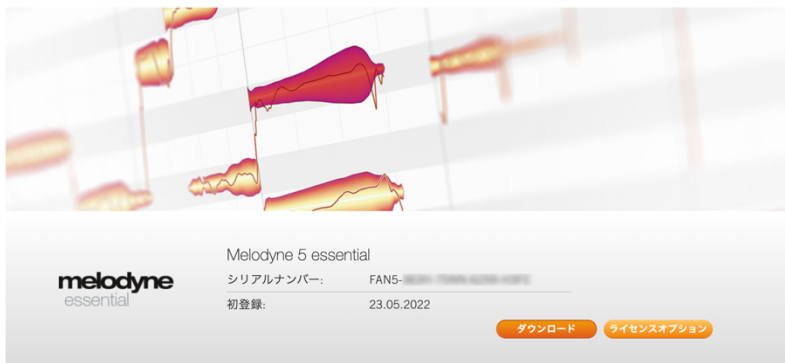 Melodyne 5 essential
melodyne
essential
シリアルナンバー: FAN5-
初登録: 23.05.2022
ダウンロード ライセンスオプション